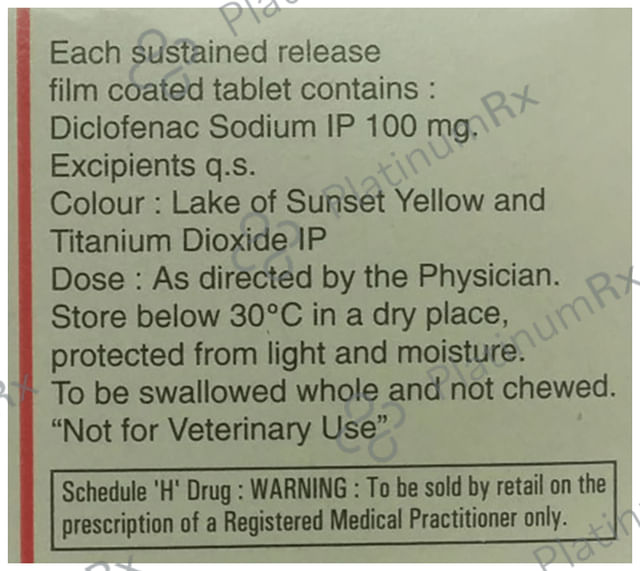 Each sustained release
film coated tablet contains :
Diclofenac Sodium IP 100 mg.
Excipients q.s.
Colour : Lake of Sunset Yellow and
Titanium Dioxide IP
Dose : As directed by the Physician.
Store below 30°C in a dry place,
protected from light and moisture.
To be swallowed whole and not chewed.
“Not for Veterinary Use”
Schedule 'H' Drug : WARNING : To be sold by retail on the
prescription of a Registered Medical Practitioner only.
PlatinumRx
PlatinumRx